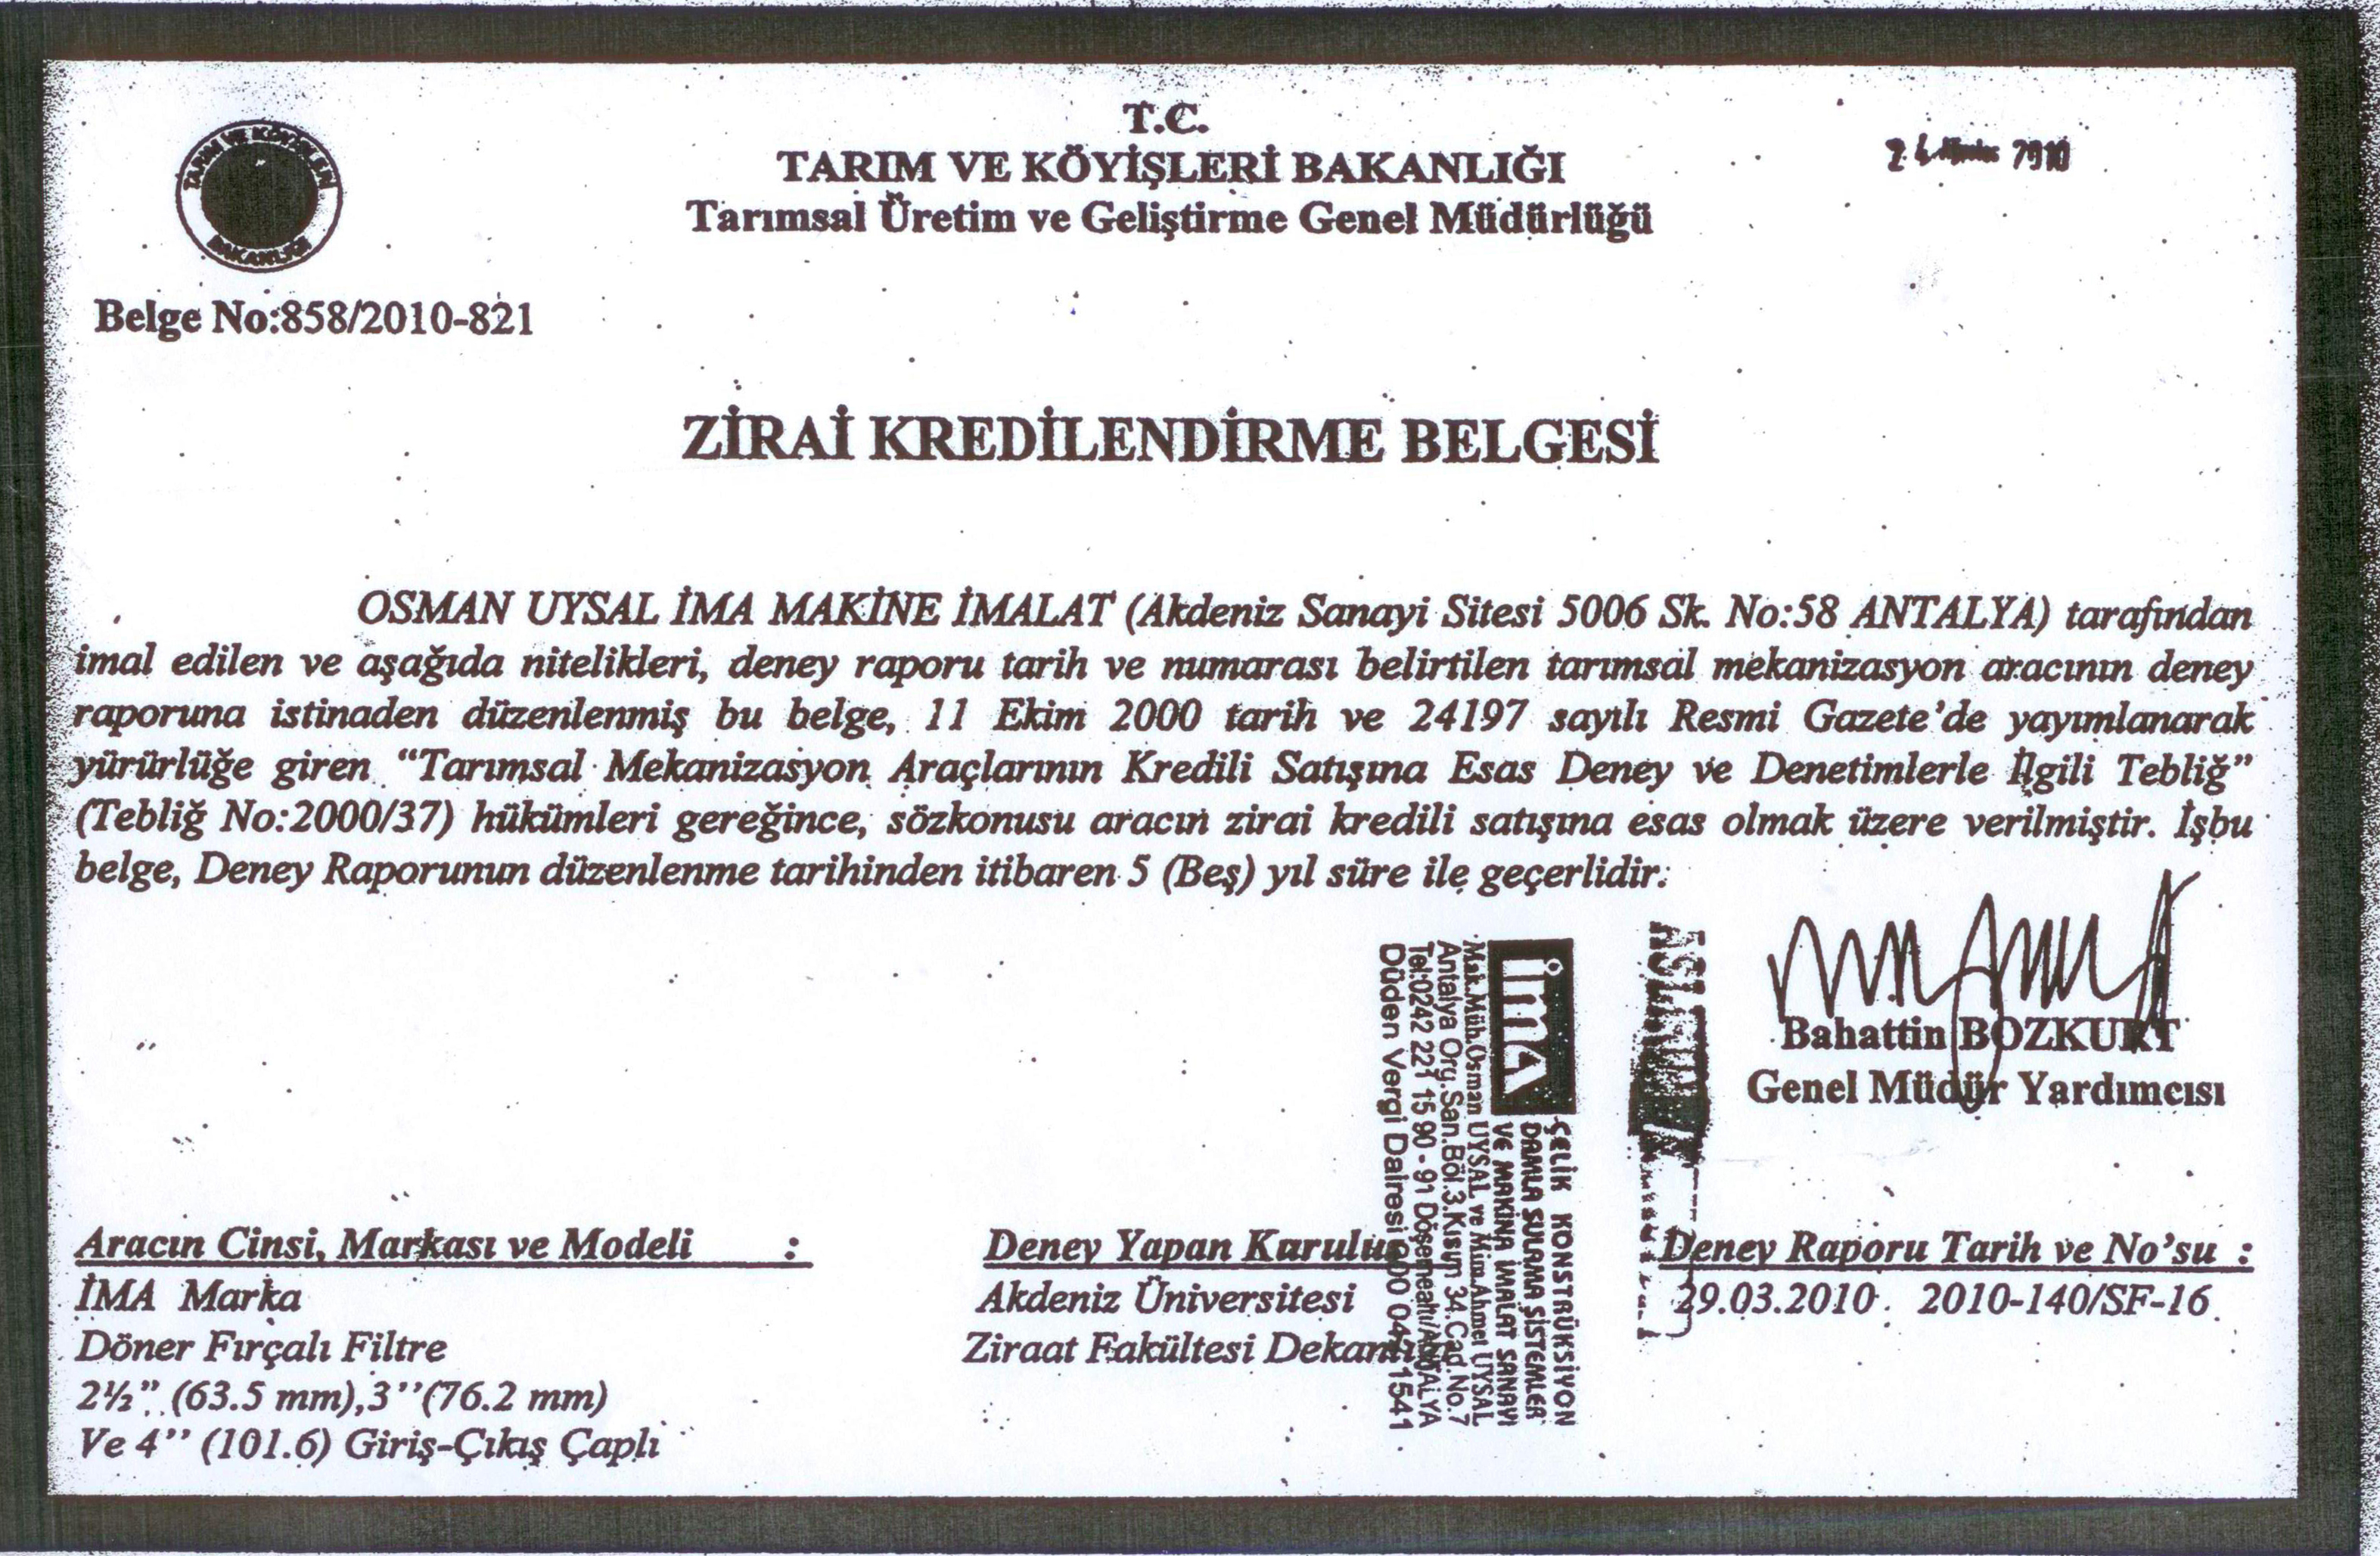 T.C.
TARIM VE KÖYİŞLERİ BAKANLIĞI
Tarımsal Üretim ve Geliştirme Genel Müdürlüğü
TARIM VE KÖYİŞLERİ
BAKANLIĞI
2010
Belge No:858/2010-821
ZİRAİ KREDİLENDİRME BELGESİ
OSMAN UYSAL İMA MAKİNE İMALAT (Akdeniz Sanayi Sitesi 5006 Sk. No:58 ANTALYA) tarafından
imal edilen ve aşağıda nitelikleri, deney raporu tarih ve numarası belirtilen tarımsal mekanizasyon aracının deney
raporuna istinaden düzenlenmiş bu belge, 11 Ekim 2000 tarih ve 24197 sayılı Resmi Gazete’de yayımlanarak
yürürlüğe giren “Tarımsal Mekanizasyon Araçlarının Kredili Satışına Esas Deney ve Denetimlerle İlgili Tebliğ”
(Tebliğ No:2000/37) hükümleri gereğince, sözkonusu aracın zirai kredili satışına esas olmak üzere verilmiştir. İşbu
belge, Deney Raporunun düzenlenme tarihinden itibaren 5 (Beş) yıl süre ile geçerlidir.
Bahattin BOZKURT
Genel Müdür Yardımcısı
ASLI
İMA
ÇELİK KONSTRÜKSİYON
DAMLA SULAMA SİSTEMLER
VE MAKİNA İMALAT SANAYİ
Mak.Müh.Osman UYSAL ve Mim.Ahmet UYSAL
Antalya Org.San.Böl.3.Kısım 34.Cad.No.7
Tel:0242 221 15 90 - 91 Döşemealtı/ANTALYA
Düden Vergi Dairesi 1541
Aracın Cinsi, Markası ve Modeli :
İMA Marka
Döner Fırçalı Filtre
2½” (63.5 mm),3’’(76.2 mm)
Ve 4’’ (101.6) Giriş-Çıkış Çaplı
Deney Yapan Kuruluş
Akdeniz Üniversitesi
Ziraat Fakültesi Dekanlığı
Deney Raporu Tarih ve No’su :
29.03.2010 2010-140/SF-16